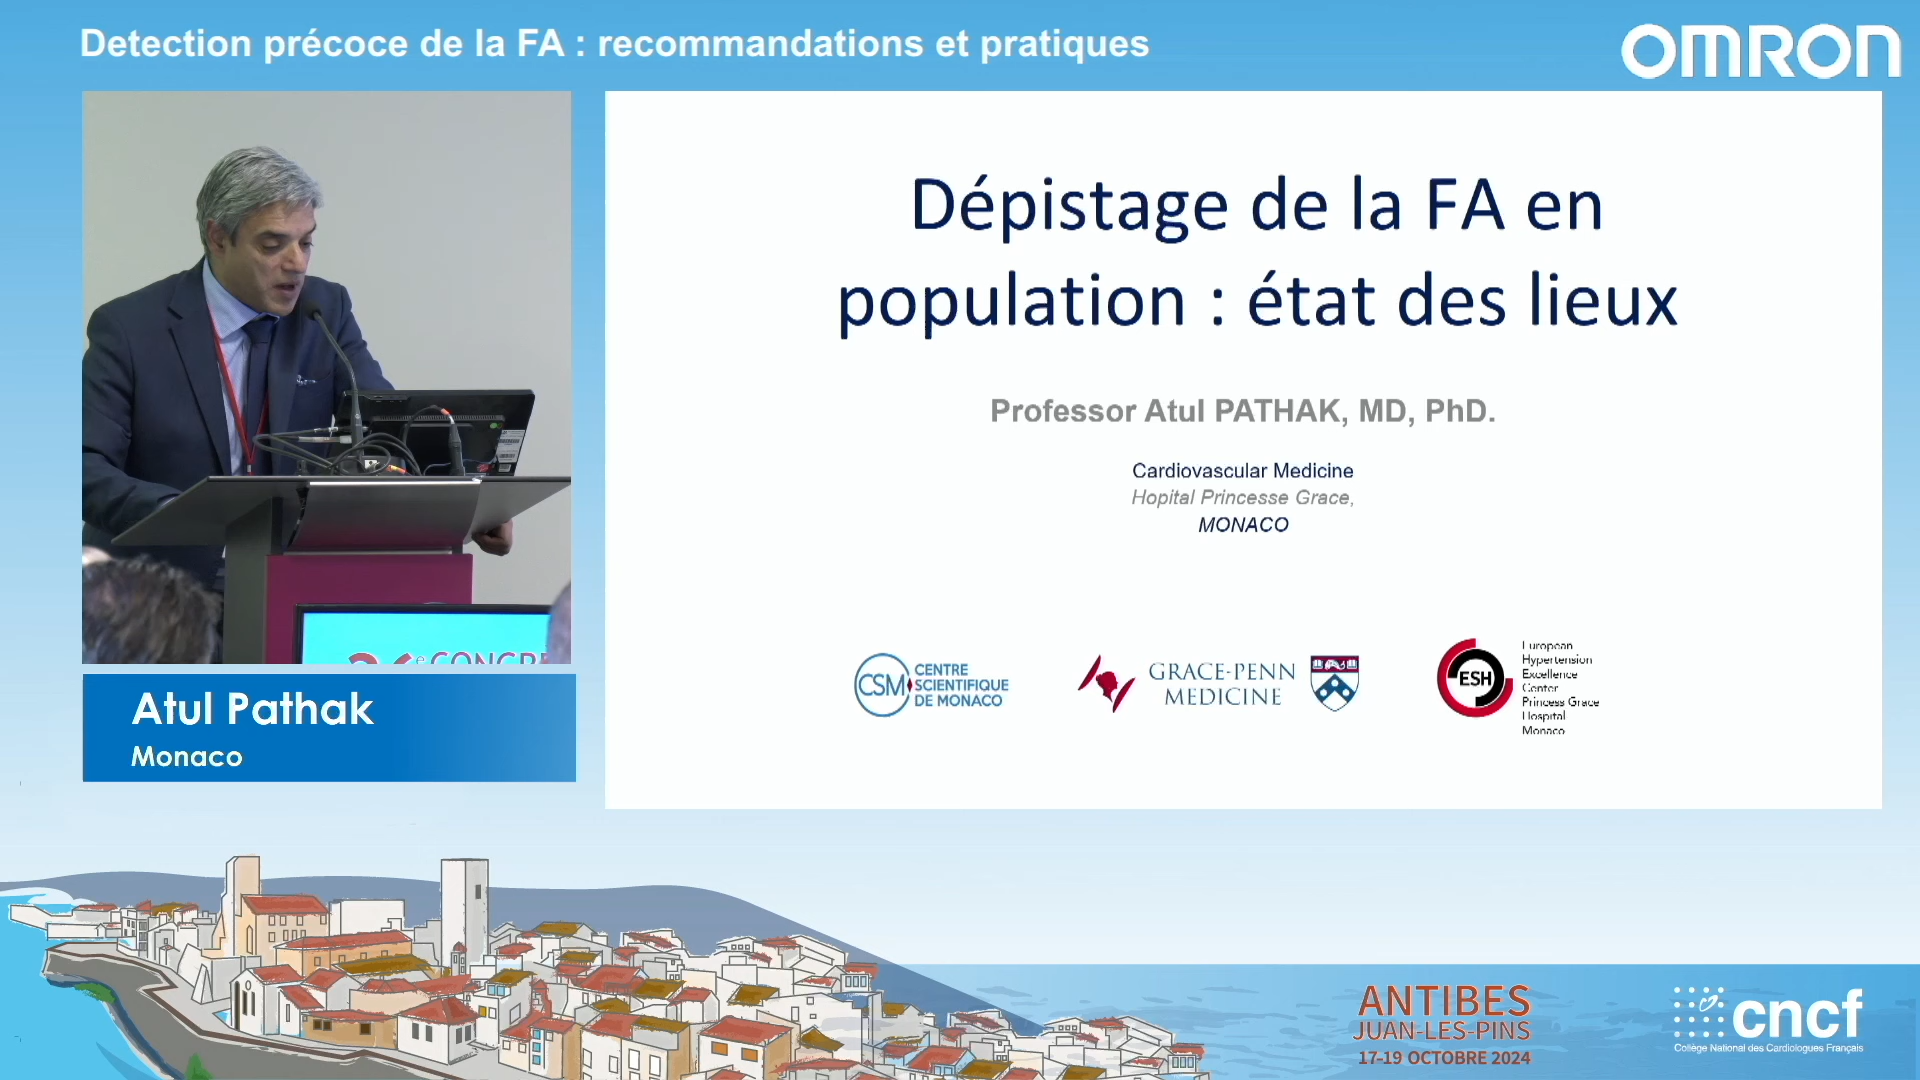 Detection précoce de la FA : recommandations et pratiques
OMRON
Dépistage de la FA en
population : état des lieux
Professor Atul PATHAK, MD, PhD.
Cardiovascular Medicine
Hopital Princesse Grace,
MONACO
CSM
CENTRE
SCIENTIFIQUE
DE MONACO
GRACE-PENN
MEDICINE
ESH
European
Hypertension
Excellence
Center
Princess Grace
Hospital
Monaco
Atul Pathak
Monaco
ANTIBES
JUAN-LES-PINS
17-19 OCTOBRE 2024
cncf
Collège National des Cardiologues Français